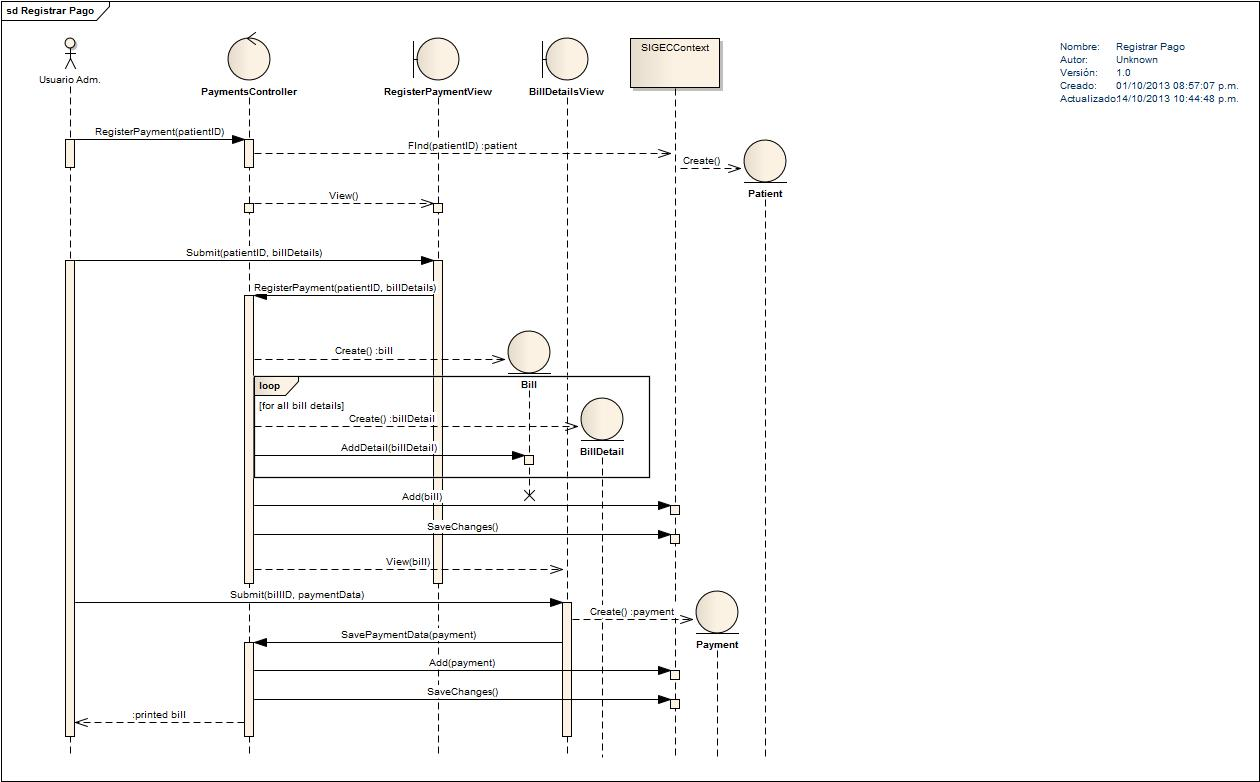 sd Registrar Pago
Nombre: Registrar Pago
Autor: Unknown
Versión: 1.0
Creado: 01/10/2013 08:57:07 p.m.
Actualizado:14/10/2013 10:44:48 p.m.
Usuario Adm.
PaymentsController
RegisterPaymentView
BillDetailsView
SIGECContext
RegisterPayment(patientID)
FInd(patientID) :patient
Create()
Patient
View()
Submit(patientID, billDetails)
RegisterPayment(patientID, billDetails)
Create() :bill
Bill
loop
[for all bill details]
Create() :billDetail
AddDetail(billDetail)
BillDetail
Add(bill)
SaveChanges()
View(bill)
Submit(billID, paymentData)
Create() :payment
Payment
SavePaymentData(payment)
Add(payment)
SaveChanges()
:printed bill